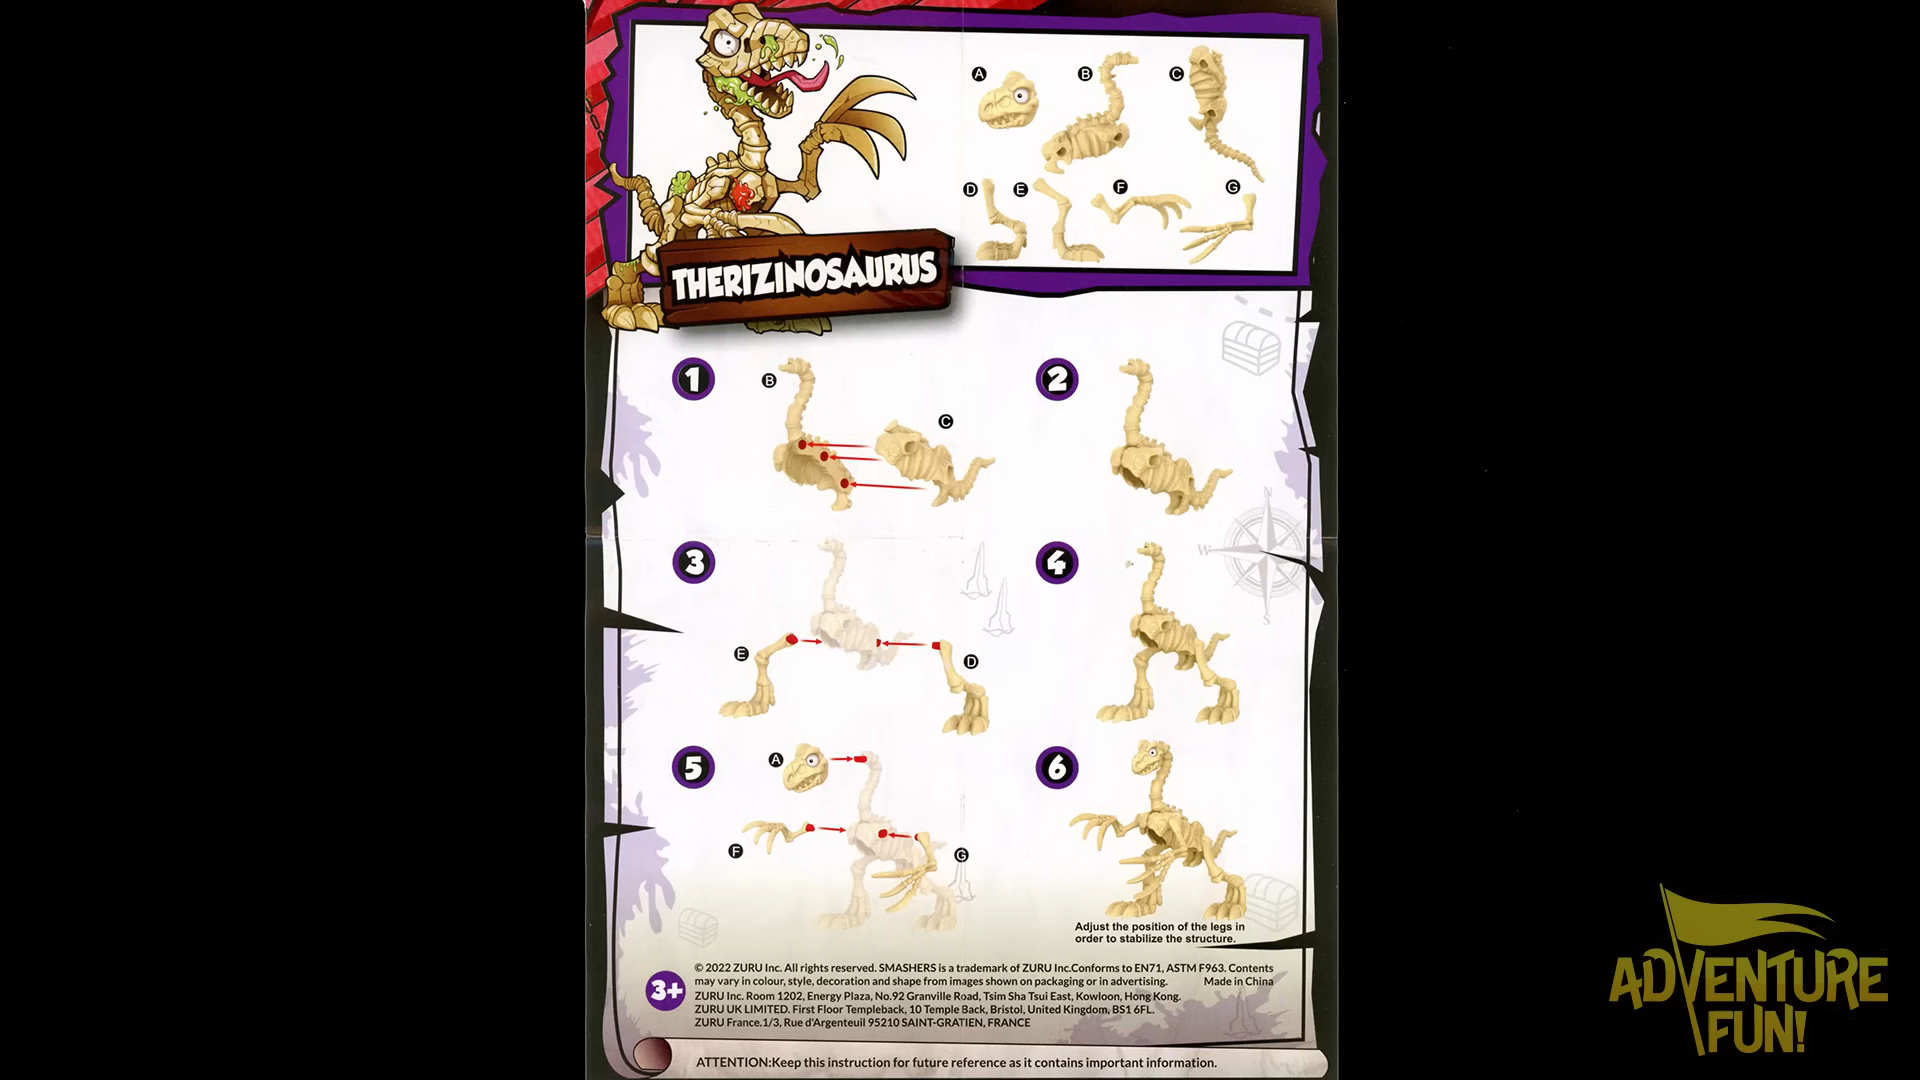 A
B
C
D
E
F
G
THERIZINOSAURUS
1
B
C
2
3
E
D
4
N
W
S
5
A
F
G
6
Adjust the position of the legs in
order to stabilize the structure.
3+
© 2022 ZURU Inc. All rights reserved. SMASHERS is a trademark of ZURU Inc.Conforms to EN71, ASTM F963. Contents
may vary in colour, style, decoration and shape from images shown on packaging or in advertising. Made in China
ZURU Inc. Room 1202, Energy Plaza, No.92 Granville Road, Tsim Sha Tsui East, Kowloon, Hong Kong.
ZURU UK LIMITED. First Floor Templeback, 10 Temple Back, Bristol, United Kingdom, BS1 6FL.
ZURU France.1/3, Rue d'Argenteuil 95210 SAINT-GRATIEN, FRANCE
ATTENTION:Keep this instruction for future reference as it contains important information.
ADVENTURE
FUN!